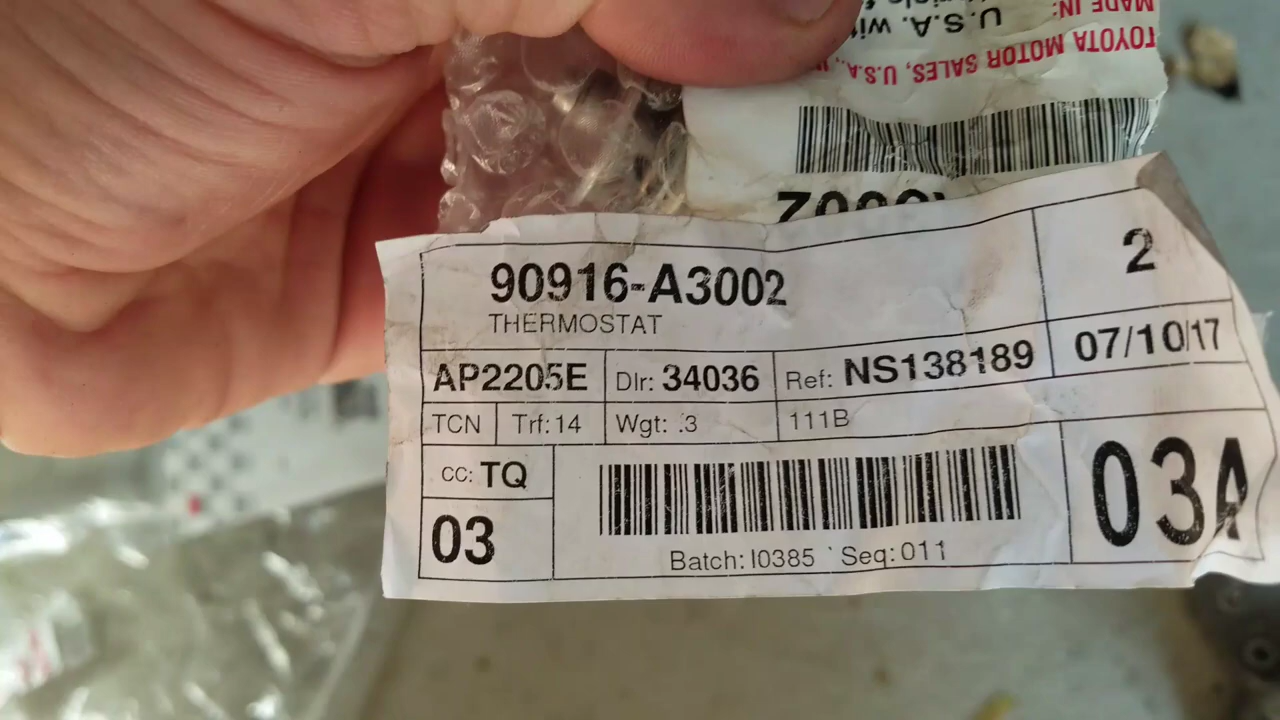 MADE IN:
U.S.A. wit
TOYOTA MOTOR SALES, U.S.A.,
90916-A3002
THERMOSTAT
2
AP2205E
Dlr: 34036
Ref: NS138189
07/10/17
TCN
Trf: 14
Wgt: .3
111B
CC: TQ
03
03A
Batch: I0385 Seq: 011